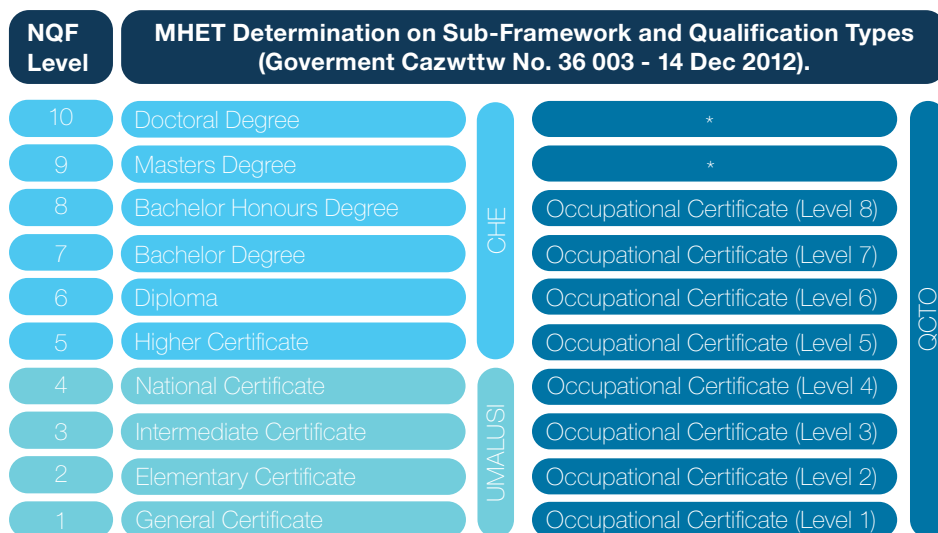 NQF
Level
MHET Determination on Sub-Framework and Qualification Types
(Goverment Cazwttw No. 36 003 - 14 Dec 2012).
10 Doctoral Degree *
9 Masters Degree *
8 Bachelor Honours Degree Occupational Certificate (Level 8)
7 Bachelor Degree Occupational Certificate (Level 7)
6 Diploma Occupational Certificate (Level 6)
5 Higher Certificate Occupational Certificate (Level 5)
4 National Certificate Occupational Certificate (Level 4)
3 Intermediate Certificate Occupational Certificate (Level 3)
2 Elementary Certificate Occupational Certificate (Level 2)
1 General Certificate Occupational Certificate (Level 1)
CHE
UMALUSI
QCTO